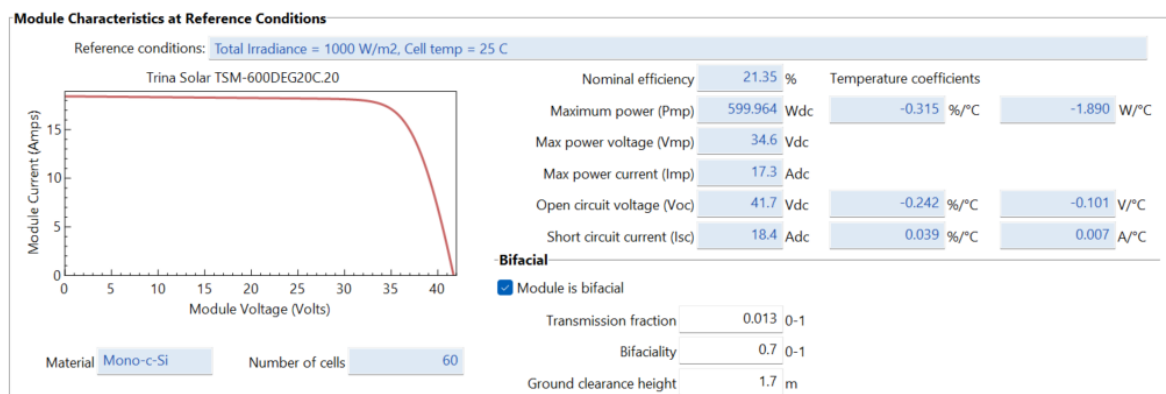 Module Characteristics at Reference Conditions
Reference conditions: Total Irradiance = 1000 W/m2, Cell temp = 25 C
Trina Solar TSM-600DEG20C.20
Module Current (Amps)
15
10
5
0
0 5 10 15 20 25 30 35 40
Module Voltage (Volts)
Material Mono-c-Si Number of cells 60
Nominal efficiency 21.35 % Temperature coefficients
Maximum power (Pmp) 599.964 Wdc -0.315 %/°C -1.890 W/°C
Max power voltage (Vmp) 34.6 Vdc
Max power current (Imp) 17.3 Adc
Open circuit voltage (Voc) 41.7 Vdc -0.242 %/°C -0.101 V/°C
Short circuit current (Isc) 18.4 Adc 0.039 %/°C 0.007 A/°C
Bifacial
Module is bifacial
Transmission fraction 0.013 0-1
Bifaciality 0.7 0-1
Ground clearance height 1.7 m